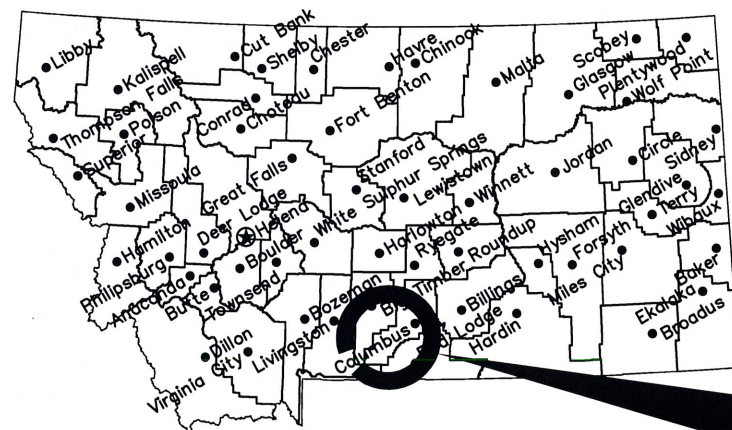 Libby
Cut Bank
Shelby
Chester
Havre
Chinook
Scobey
Plentywood
Kalispell
Malta
Glasgow
Wolf Point
Thompson Falls
Polson
Conrad
Choteau
Fort Benton
Superior
Circle
Sidney
Missoula
Great Falls
Stanford
Lewistown
Winnett
Jordan
Glendive
Terry
Wibaux
Hamilton
Philipsburg
Deer Lodge
Helena
White Sulphur Springs
Harlowton
Ryegate
Roundup
Hysham
Forsyth
Miles City
Baker
Anaconda
Butte
Boulder
Townsend
Bozeman
Timber
Billings
Ekalaka
Broadus
Dillon
Virginia City
Livingston
Columbus
Lodge
Hardin